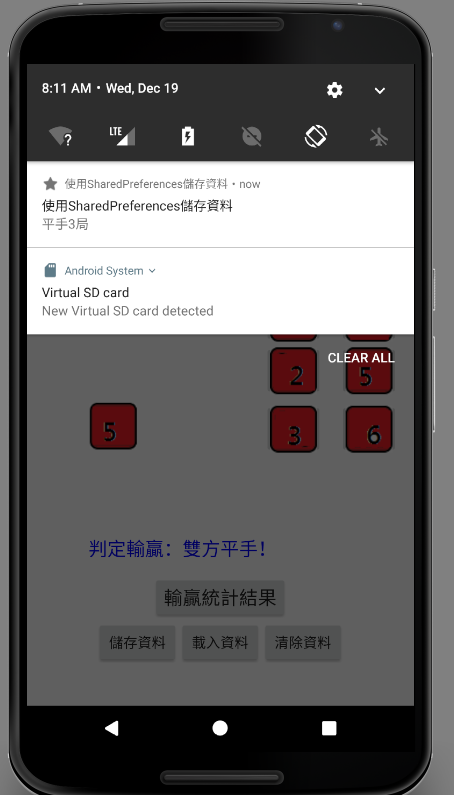 8:11 AM • Wed, Dec 19
LTE
?
使用SharedPreferences儲存資料 • now
使用SharedPreferences儲存資料
平手3局
Android System
Virtual SD card
New Virtual SD card detected
CLEAR ALL
2 5
5 3 6
判定輸贏：雙方平手!
輸贏統計結果
儲存資料 載入資料 清除資料